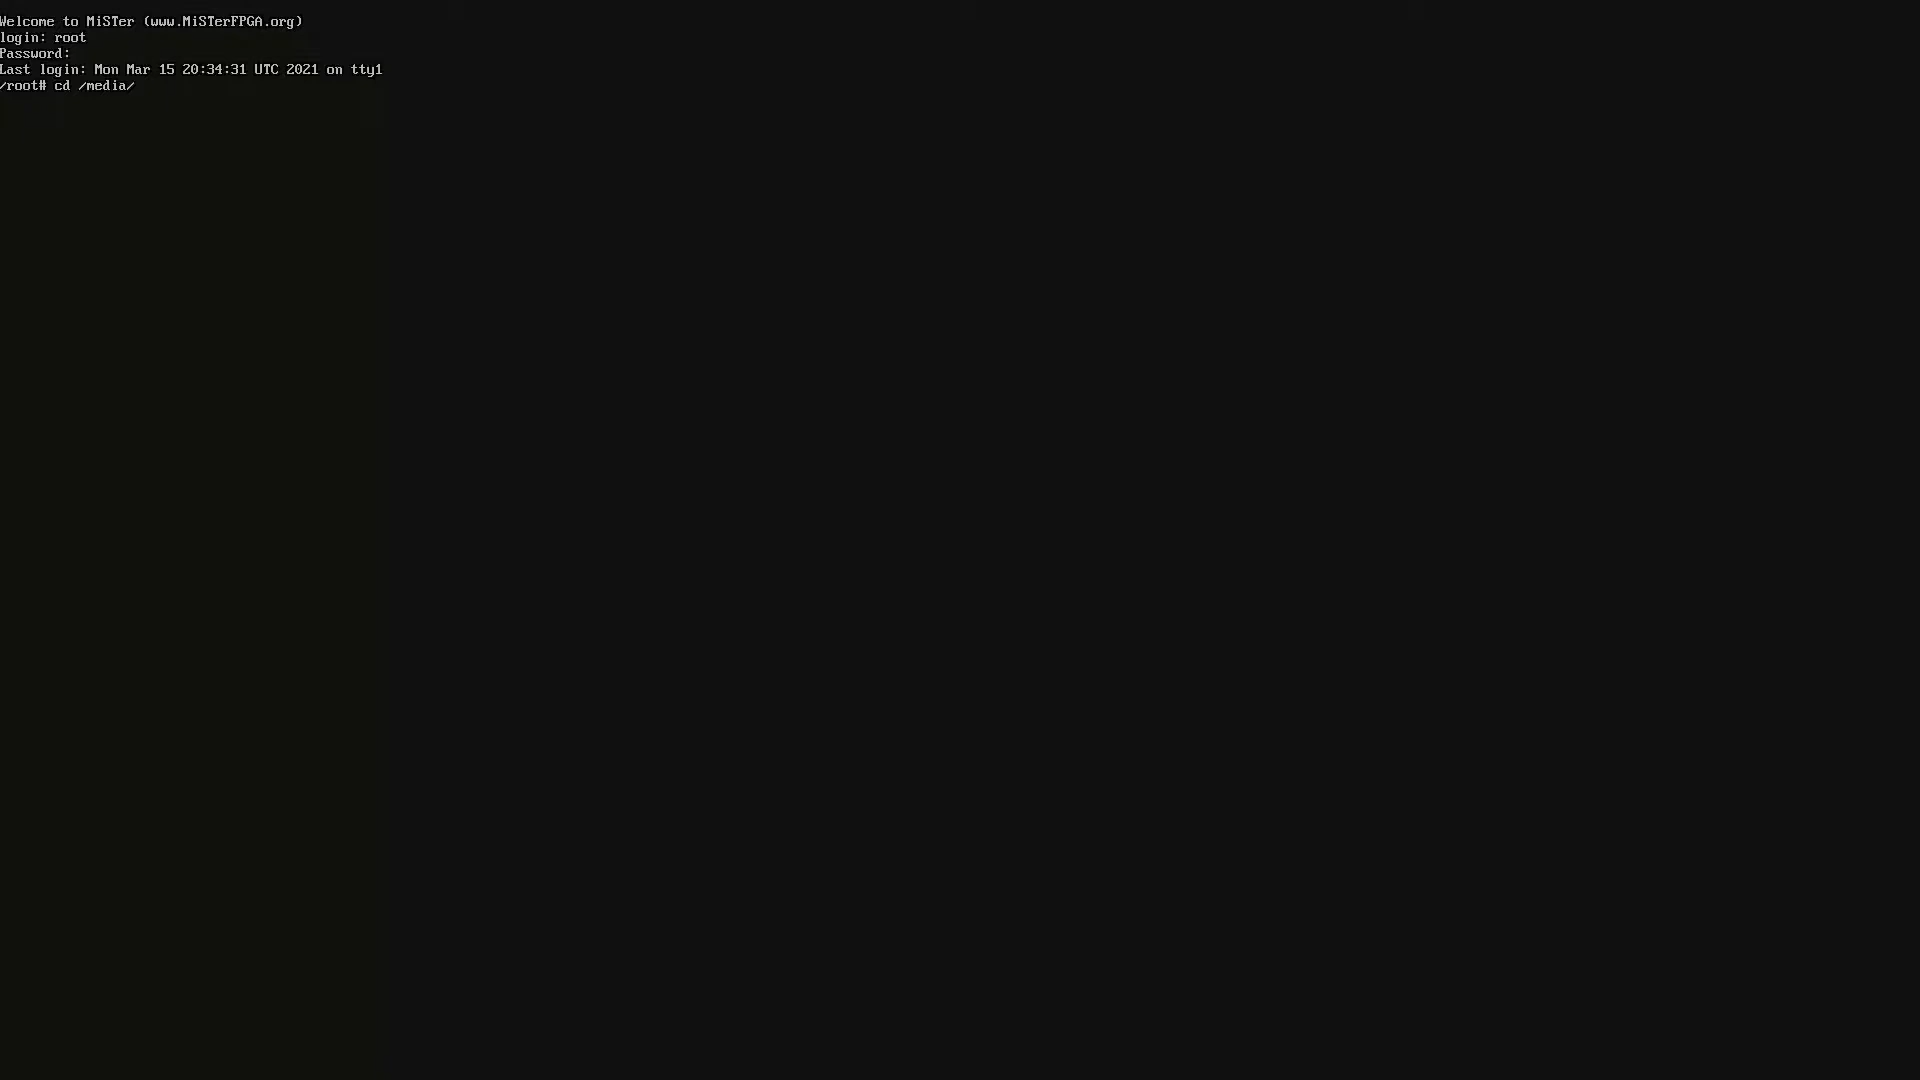 Welcome to MiSTer (www.MiSTerFPGA.org)
login: root
Password:
Last login: Mon Mar 15 20:34:31 UTC 2021 on tty1
/root# cd /media/